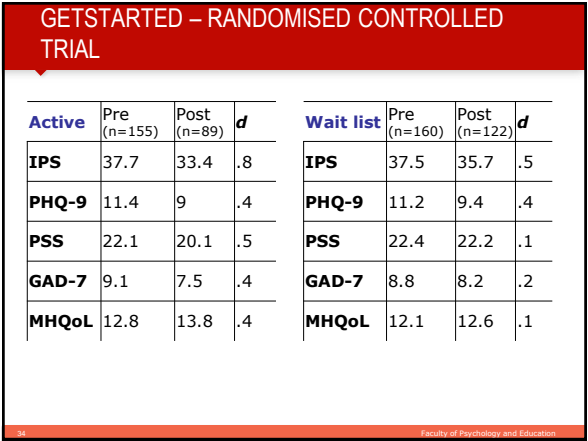 GETSTARTED – RANDOMISED CONTROLLED
TRIAL
Active Pre (n=155) Post (n=89) d
IPS 37.7 33.4 .8
PHQ-9 11.4 9 .4
PSS 22.1 20.1 .5
GAD-7 9.1 7.5 .4
MHQoL 12.8 13.8 .4
Wait list Pre (n=160) Post (n=122) d
IPS 37.5 35.7 .5
PHQ-9 11.2 9.4 .4
PSS 22.4 22.2 .1
GAD-7 8.8 8.2 .2
MHQoL 12.1 12.6 .1
34
Faculty of Psychology and Education